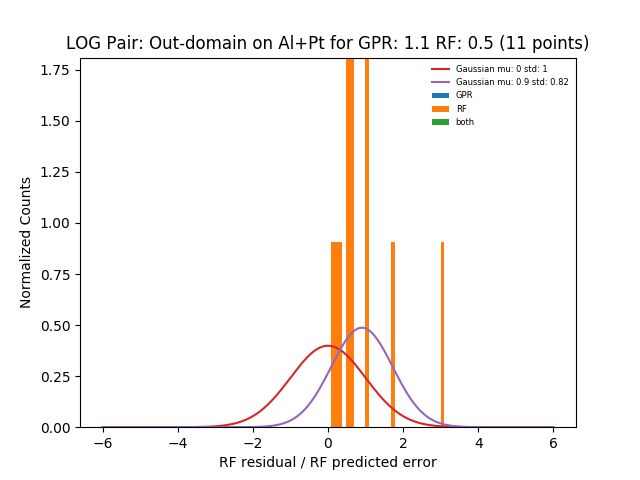 LOG Pair: Out-domain on Al+Pt for GPR: 1.1 RF: 0.5 (11 points)
Gaussian mu: 0 std: 1
Gaussian mu: 0.9 std: 0.82
GPR
RF
both
Normalized Counts
1.75
1.50
1.25
1.00
0.75
0.50
0.25
0.00
−6 −4 −2 0 2 4 6
RF residual / RF predicted error